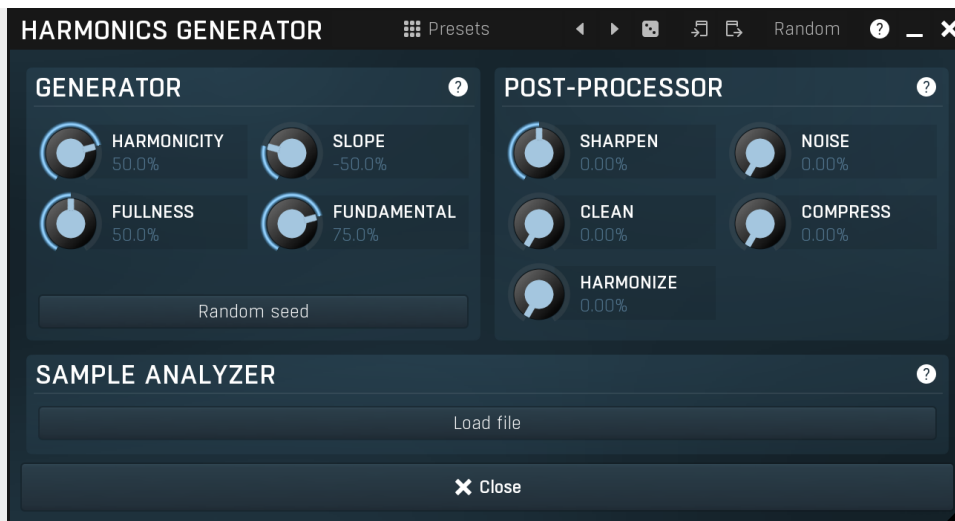 HARMONICS GENERATOR Presets Random ?
GENERATOR ?
HARMONICITY
50.0%
SLOPE
-50.0%
FULLNESS
50.0%
FUNDAMENTAL
75.0%
Random seed
POST-PROCESSOR ?
SHARPEN
0.00%
NOISE
0.00%
CLEAN
0.00%
COMPRESS
0.00%
HARMONIZE
0.00%
SAMPLE ANALYZER ?
Load file
Close